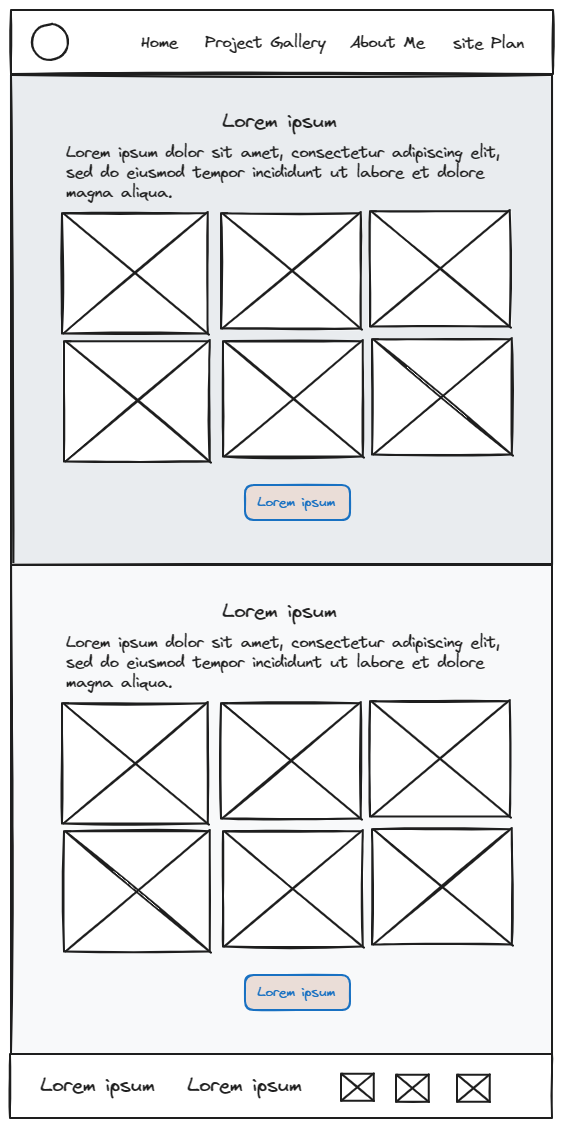 Home Project Gallery About Me site Plan
Lorem ipsum
Lorem ipsum dolor sit amet, consectetur adipiscing elit,
sed do eiusmod tempor incididunt ut labore et dolore
magna aliqua.
Lorem ipsum
Lorem ipsum
Lorem ipsum dolor sit amet, consectetur adipiscing elit,
sed do eiusmod tempor incididunt ut labore et dolore
magna aliqua.
Lorem ipsum
Lorem ipsum Lorem ipsum